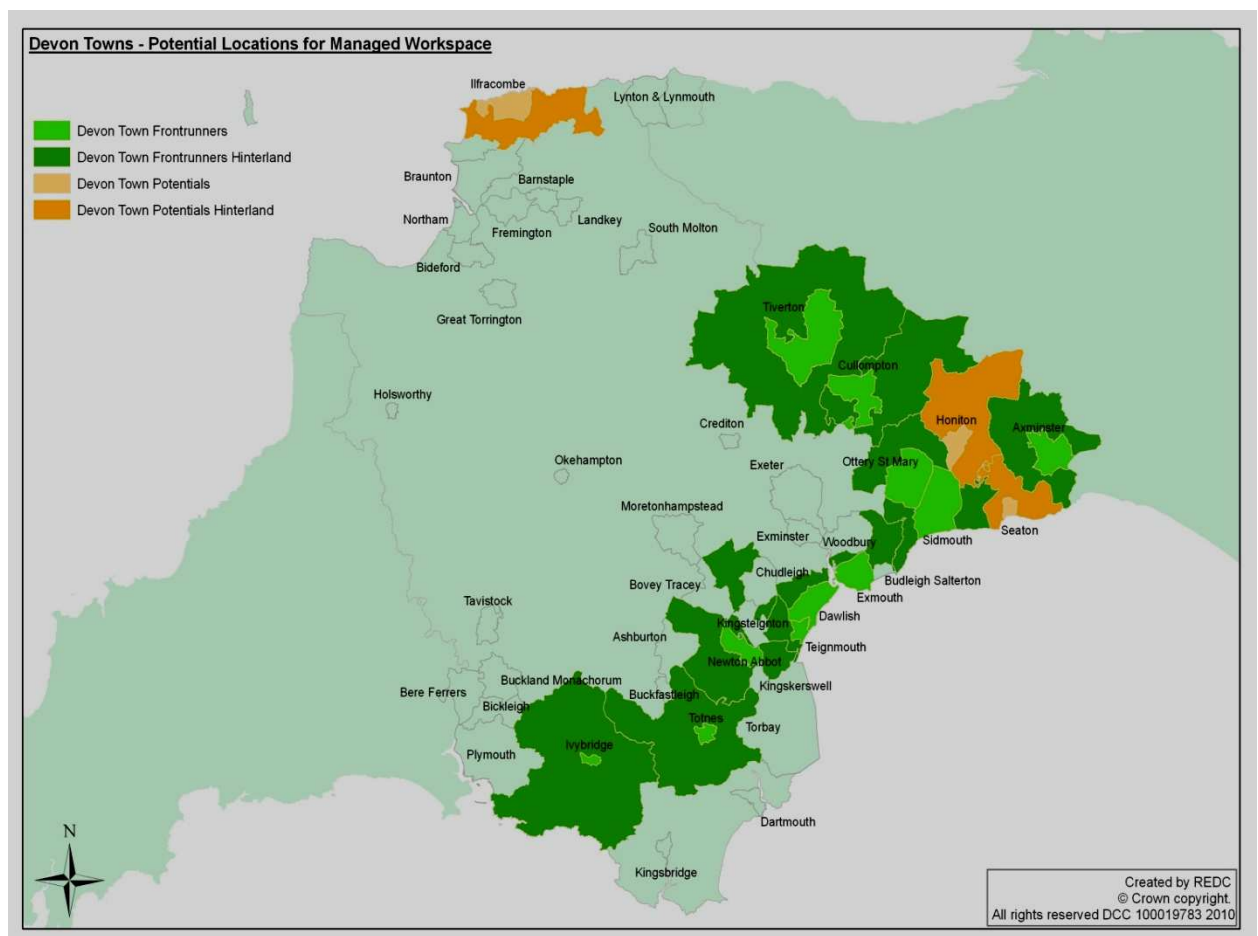 Devon Towns - Potential Locations for Managed Workspace
Ilfracombe
Lynton & Lynmouth
Devon Town Frontrunners
Devon Town Frontrunners Hinterland
Devon Town Potentials
Devon Town Potentials Hinterland
Braunton
Barnstaple
Northam
Landkey
Fremington
South Molton
Bideford
Great Torrington
Tiverton
Cullompton
Holsworthy
Crediton
Honiton
Axminster
Okehampton
Exeter
Ottery St Mary
Moretonhampstead
Exminster
Woodbury
Sidmouth
Seaton
Chudleigh
Budleigh Salterton
Bovey Tracey
Exmouth
Tavistock
Dawlish
Kingsteignton
Ashburton
Teignmouth
Newton Abbot
Buckland Monachorum
Kingskerswell
Bere Ferrers
Buckfastleigh
Bickleigh
Totnes
Torbay
Ivybridge
Plymouth
Dartmouth
N
Kingsbridge
Created by REDC
© Crown copyright.
All rights reserved DCC 100019783 2010